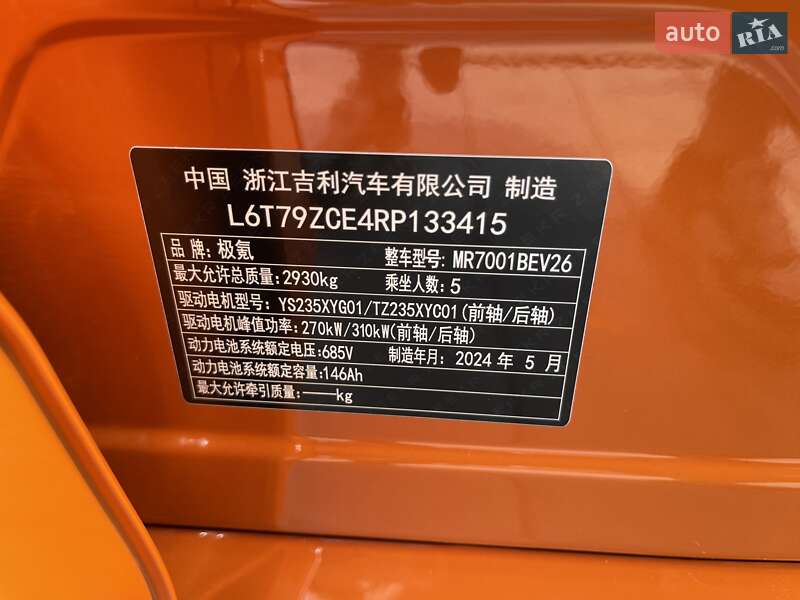 auto RIA.com
中国 浙江吉利汽车有限公司 制造
L6T79ZCE4RP133415
品 牌: 极氪 整车型号: MR7001BEV26
最大允许总质量: 2930kg 乘坐人数: 5
驱动电机型号: YS235XYG01/TZ235XYC01(前轴/后轴)
驱动电机峰值功率: 270kW/310kW(前轴/后轴)
动力电池系统额定电压: 685V 制造年月: 2024 年 5 月
动力电池系统额定容量: 146Ah
最大允许牵引质量: ——kg